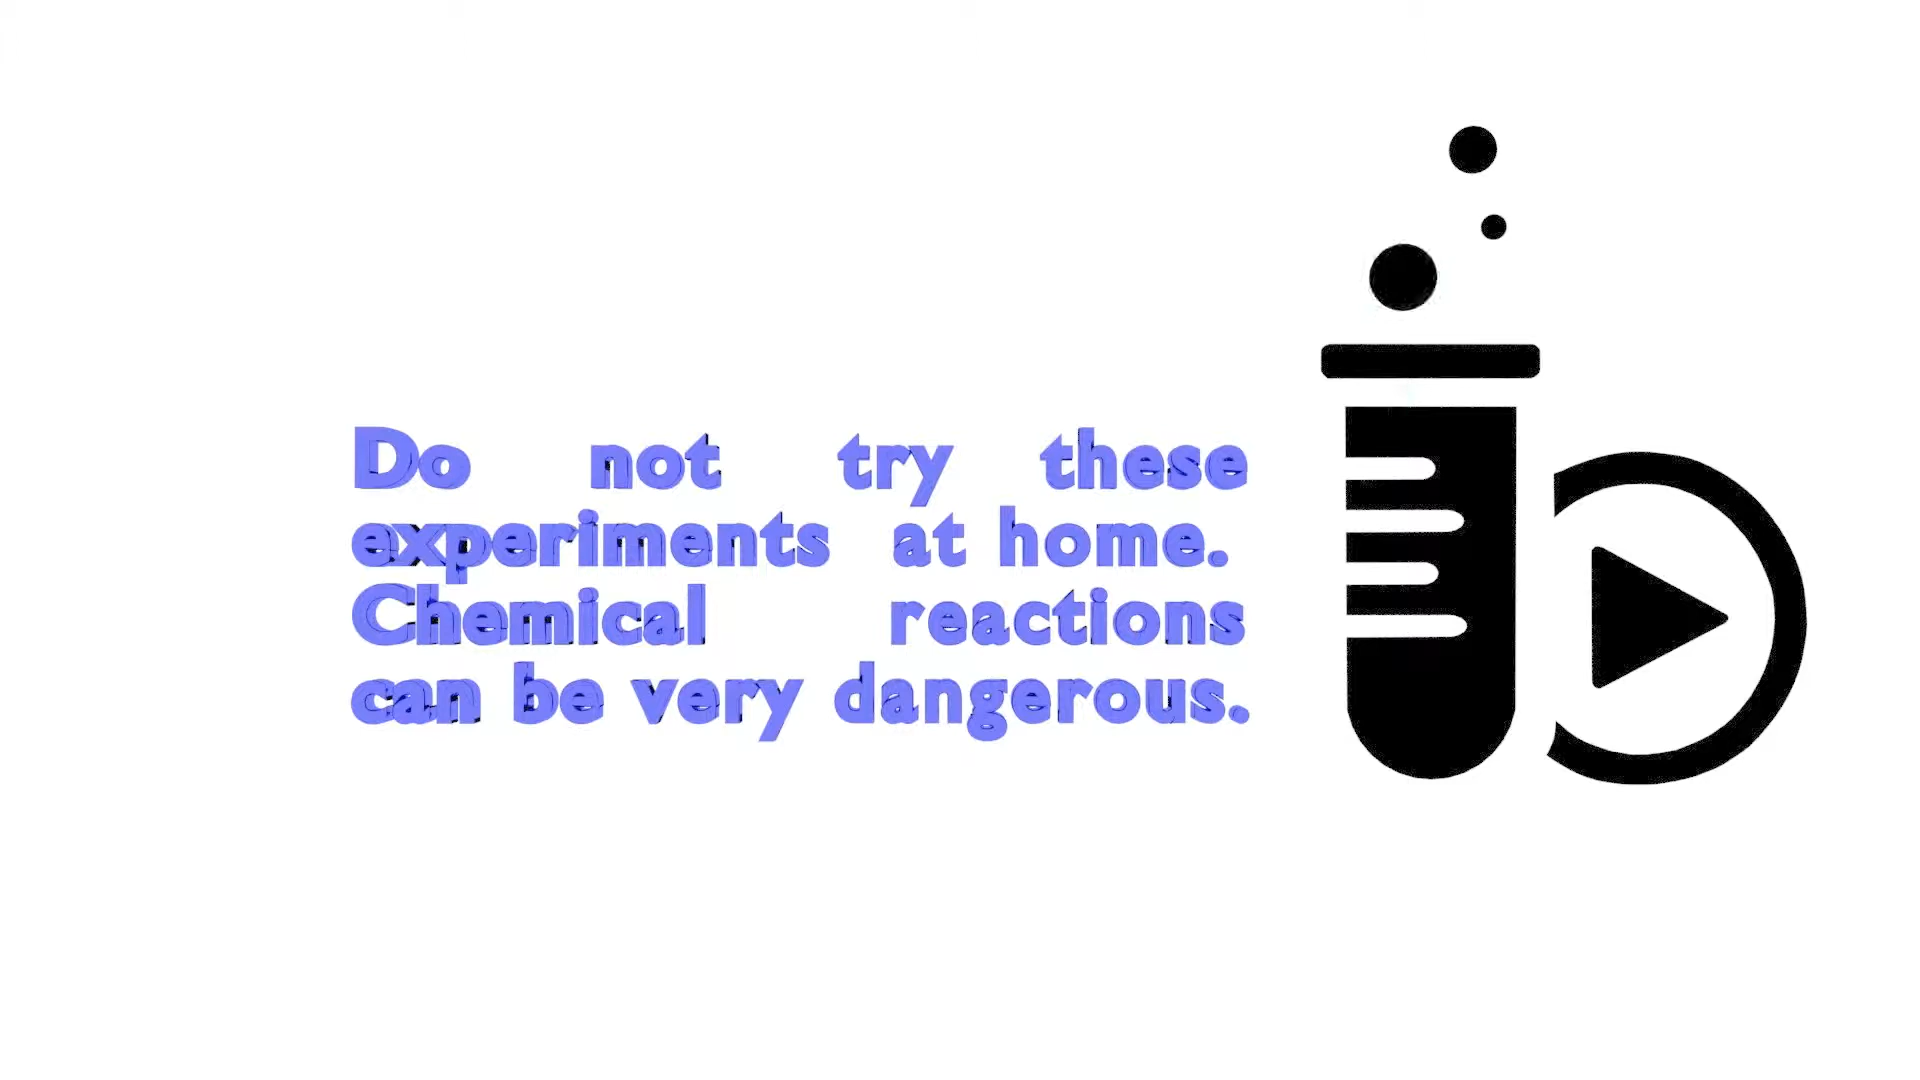 Do not try these
experiments at home.
Chemical reactions
can be very dangerous.